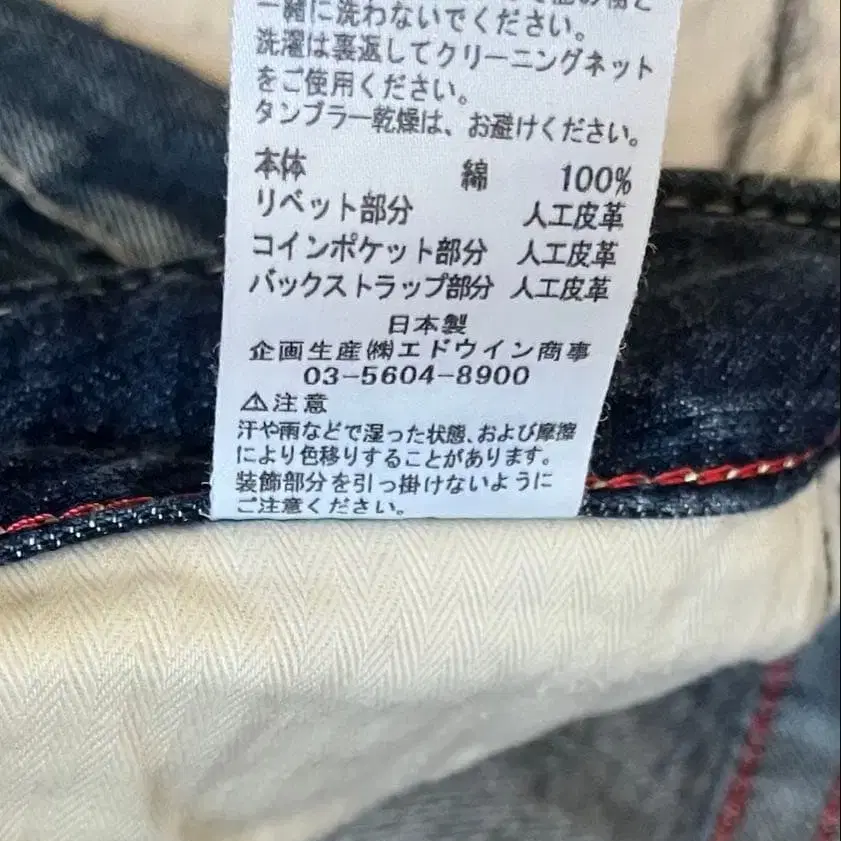 一緒に洗わないでください。
洗濯は裏返してクリーニングネット
をご使用ください。
タンブラー乾燥は、お避けください。
本体 綿 100%
リベット部分 人工皮革
コインポケット部分 人工皮革
バックストラップ部分 人工皮革
日本製
企画生産㈱エドウイン商事
03-5604-8900
⚠注意
汗や雨などで湿った状態、および摩擦
により色移りすることがあります。
装飾部分を引っ掛けないように
ご注意ください。